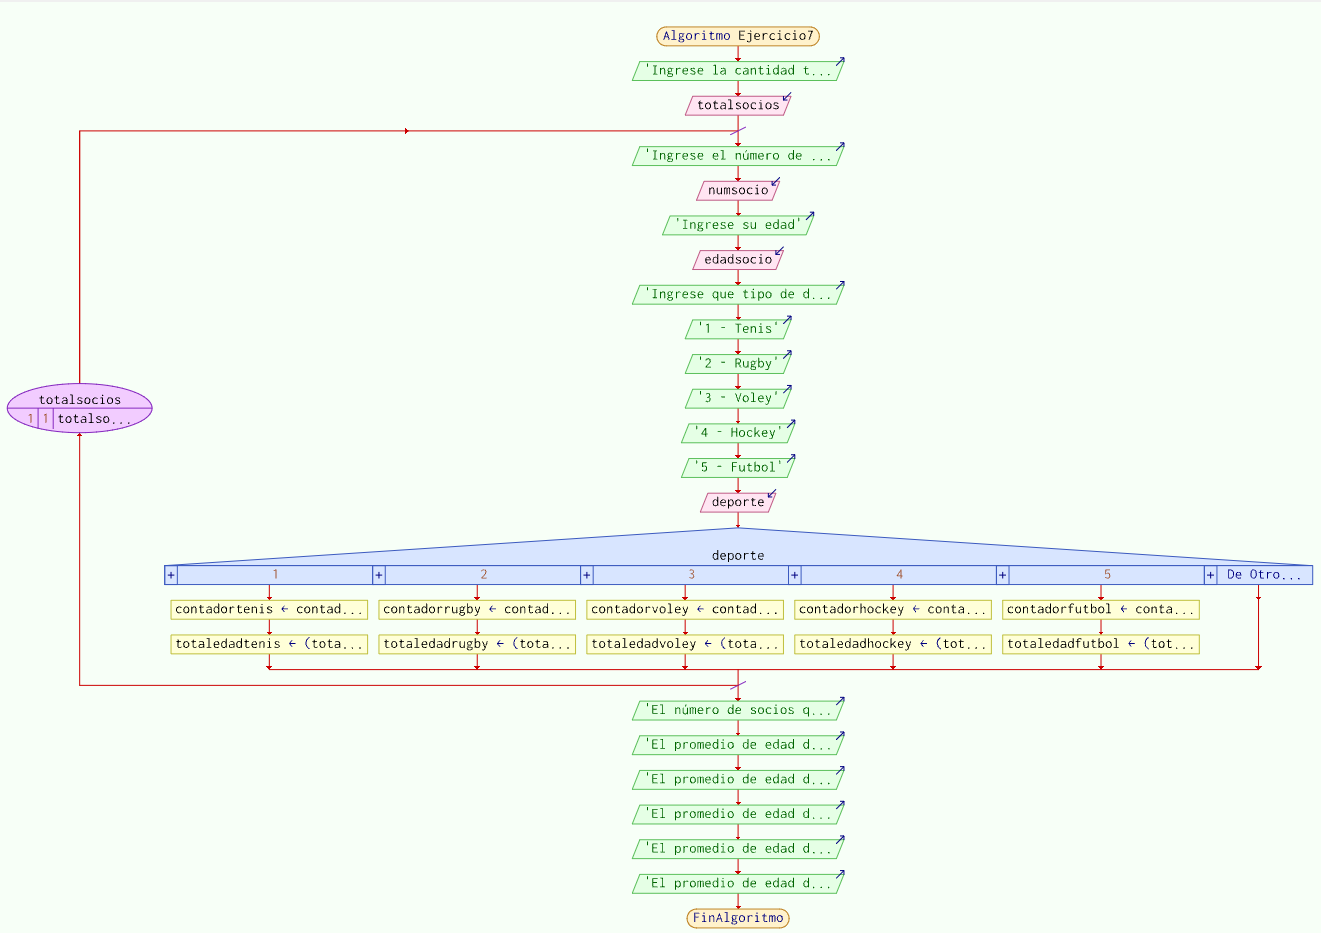 Algoritmo Ejercicio7
'Ingrese la cantidad t...
totalsocios
'Ingrese el número de ...
numsocio
'Ingrese su edad'
edadsocio
'Ingrese que tipo de d...
'1 - Tenis'
'2 - Rugby'
'3 - Voley'
totalsocios
1 1 totalso...
'4 - Hockey'
'5 - Futbol'
deporte
deporte
+ 1 + 2 + 3 + 4 + 5 + De Otro...
contadortenis ← contad... contadorrugby ← contad... contadorvoley ← contad... contadorhockey ← conta... contadorfutbol ← conta...
totaledadtenis ← (tota... totaledadrugby ← (tota... totaledadvoley ← (tota... totaledadhockey ← (tot... totaledadfutbol ← (tot...
'El número de socios q...
'El promedio de edad d...
'El promedio de edad d...
'El promedio de edad d...
'El promedio de edad d...
'El promedio de edad d...
FinAlgoritmo